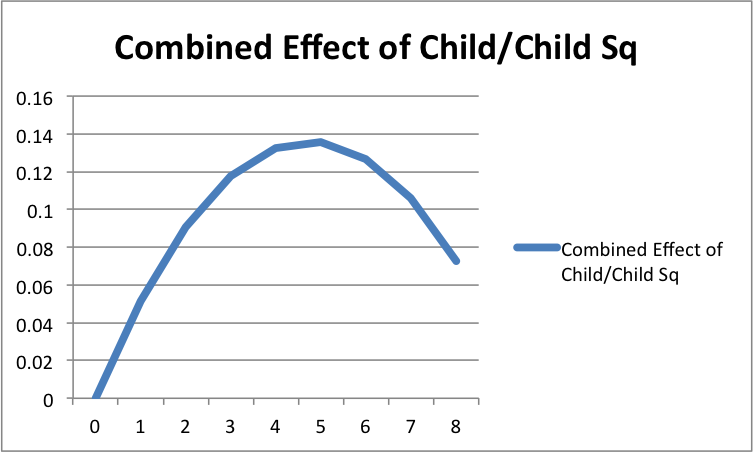 Combined Effect of Child/Child Sq
0.16
0.14
0.12
0.1
0.08
0.06
0.04
0.02
0
0 1 2 3 4 5 6 7 8
Combined Effect of
Child/Child Sq